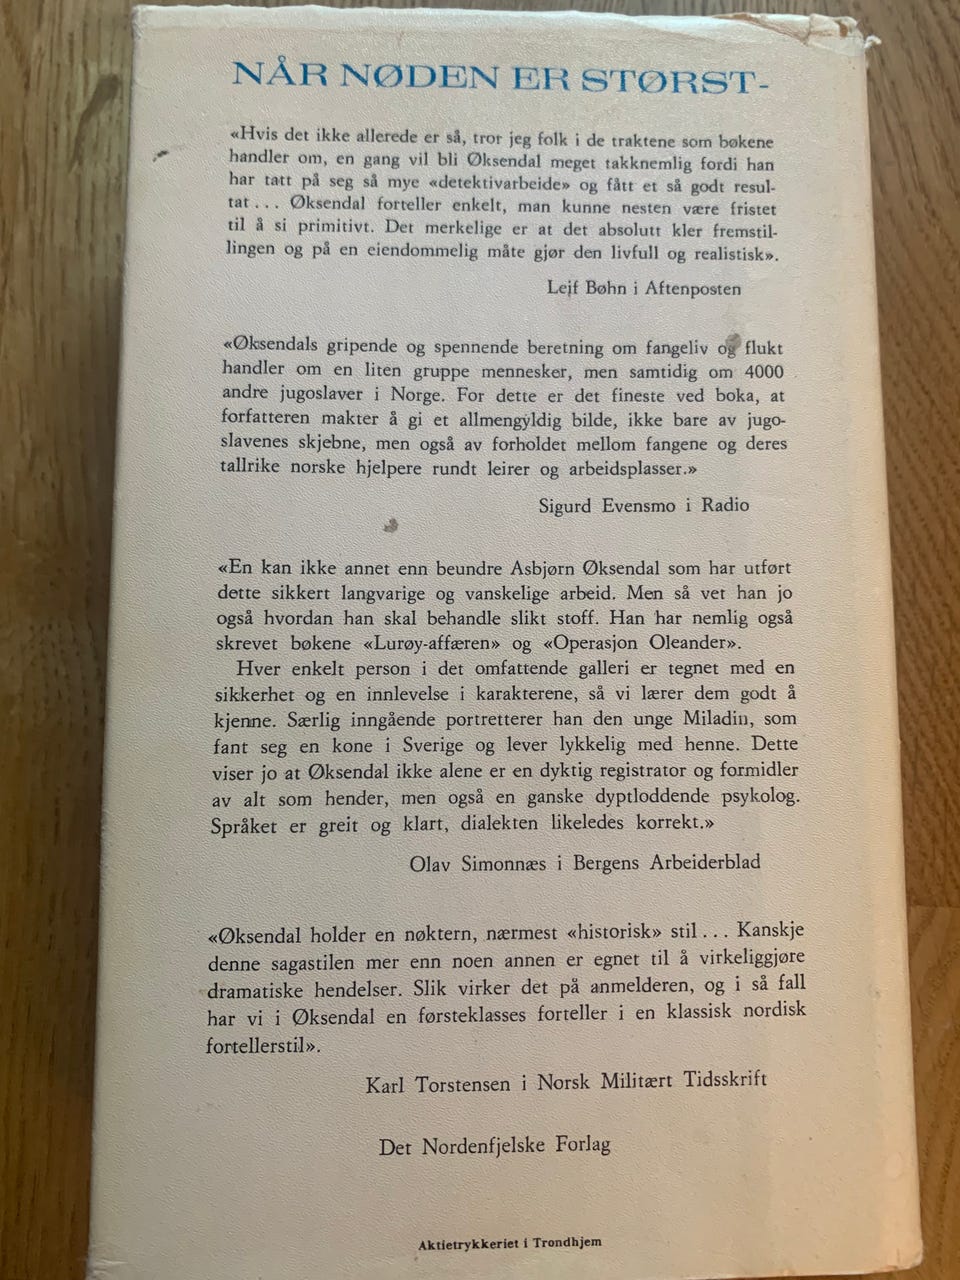 NÅR NØDEN ER STØRST-
«Hvis det ikke allerede er så, tror jeg folk i de traktene som bøkene
handler om, en gang vil bli Øksendal meget takknemlig fordi han
har tatt på seg så mye «detektivarbeide» og fått et så godt resul-
tat... Øksendal forteller enkelt, man kunne nesten være fristet
til å si primitivt. Det merkelige er at det absolutt kler fremstil-
lingen og på en eiendommelig måte gjør den livfull og realistisk».
Leif Bøhn i Aftenposten
«Øksendals gripende og spennende beretning om fangeliv og flukt
handler om en liten gruppe mennesker, men samtidig om 4000
andre jugoslaver i Norge. For dette er det fineste ved boka, at
forfatteren makter å gi et allmengyldig bilde, ikke bare av jugo-
slavenes skjebne, men også av forholdet mellom fangene og deres
tallrike norske hjelpere rundt leirer og arbeidsplasser.»
Sigurd Evensmo i Radio
«En kan ikke annet enn beundre Asbjørn Øksendal som har utført
dette sikkert langvarige og vanskelige arbeid. Men så vet han jo
også hvordan han skal behandle slikt stoff. Han har nemlig også
skrevet bøkene «Lurøy-affæren» og «Operasjon Oleander».
Hver enkelt person i det omfattende galleri er tegnet med en
sikkerhet og en innlevelse i karakterene, så vi lærer dem godt å
kjenne. Særlig inngående portretterer han den unge Miladin, som
fant seg en kone i Sverige og lever lykkelig med henne. Dette
viser jo at Øksendal ikke alene er en dyktig registrator og formidler
av alt som hender, men også en ganske dyptloddende psykolog.
Språket er greit og klart, dialekten likeledes korrekt.»
Olav Simonnæs i Bergens Arbeiderblad
«Øksendal holder en nøktern, nærmest «historisk» stil... Kanskje
denne sagastilen mer enn noen annen er egnet til å virkeliggjøre
dramatiske hendelser. Slik virker det på anmelderen, og i så fall
har vi i Øksendal en førsteklasses forteller i en klassisk nordisk
fortellerstil».
Karl Torstensen i Norsk Militært Tidsskrift
Det Nordenfjelske Forlag
Aktietrykkeriet i Trondhjem